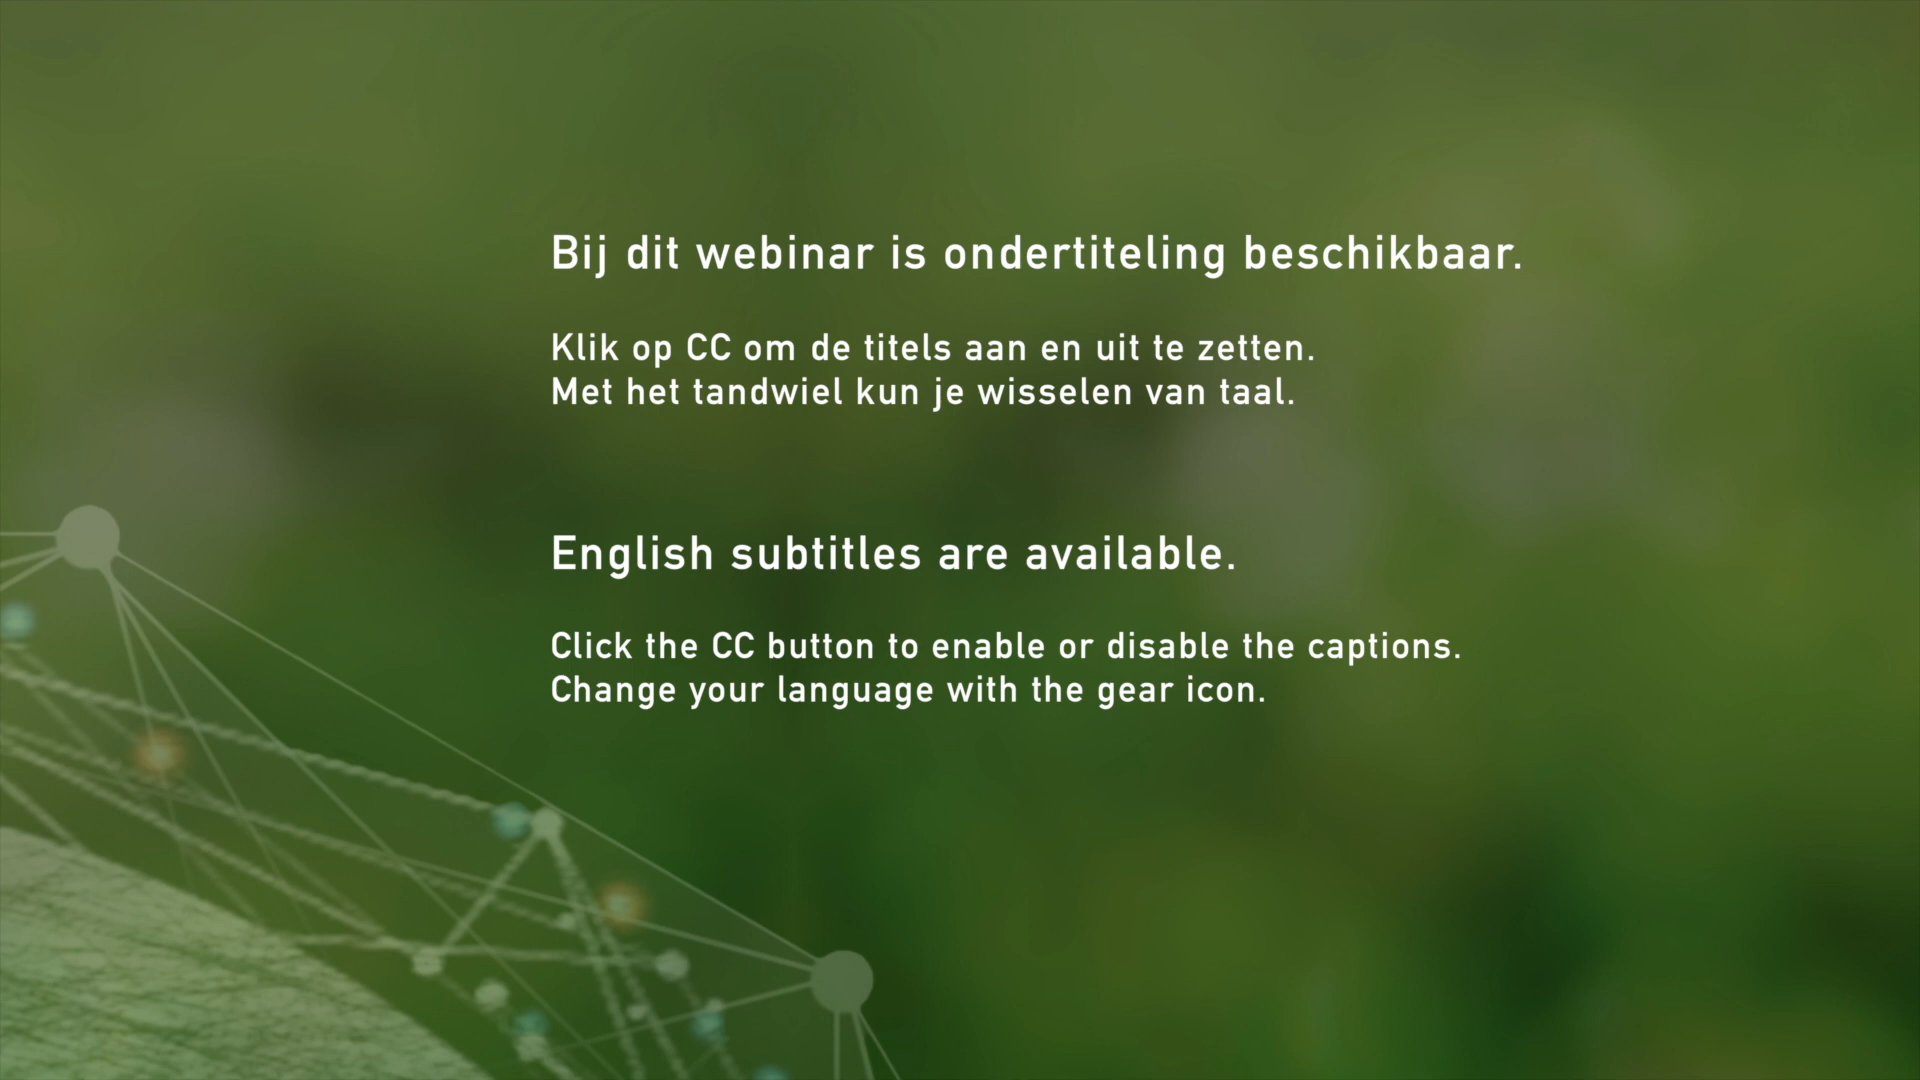 Bij dit webinar is ondertiteling beschikbaar.
Klik op CC om de titels aan en uit te zetten.
Met het tandwiel kun je wisselen van taal.
English subtitles are available.
Click the CC button to enable or disable the captions.
Change your language with the gear icon.